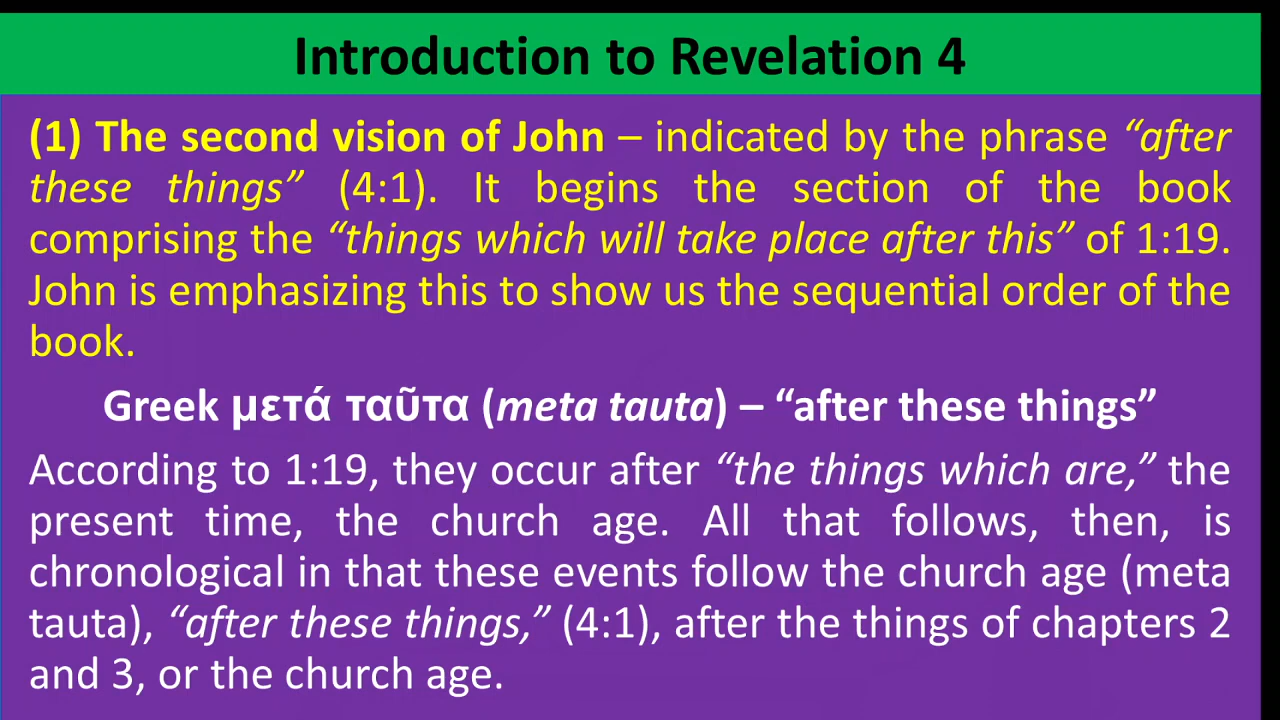 Introduction to Revelation 4
(1) The second vision of John – indicated by the phrase “after
these things” (4:1). It begins the section of the book
comprising the “things which will take place after this” of 1:19.
John is emphasizing this to show us the sequential order of the
book.
Greek μετά ταῦτα (meta tauta) – “after these things”
According to 1:19, they occur after “the things which are,” the
present time, the church age. All that follows, then, is
chronological in that these events follow the church age (meta
tauta), “after these things,” (4:1), after the things of chapters 2
and 3, or the church age.